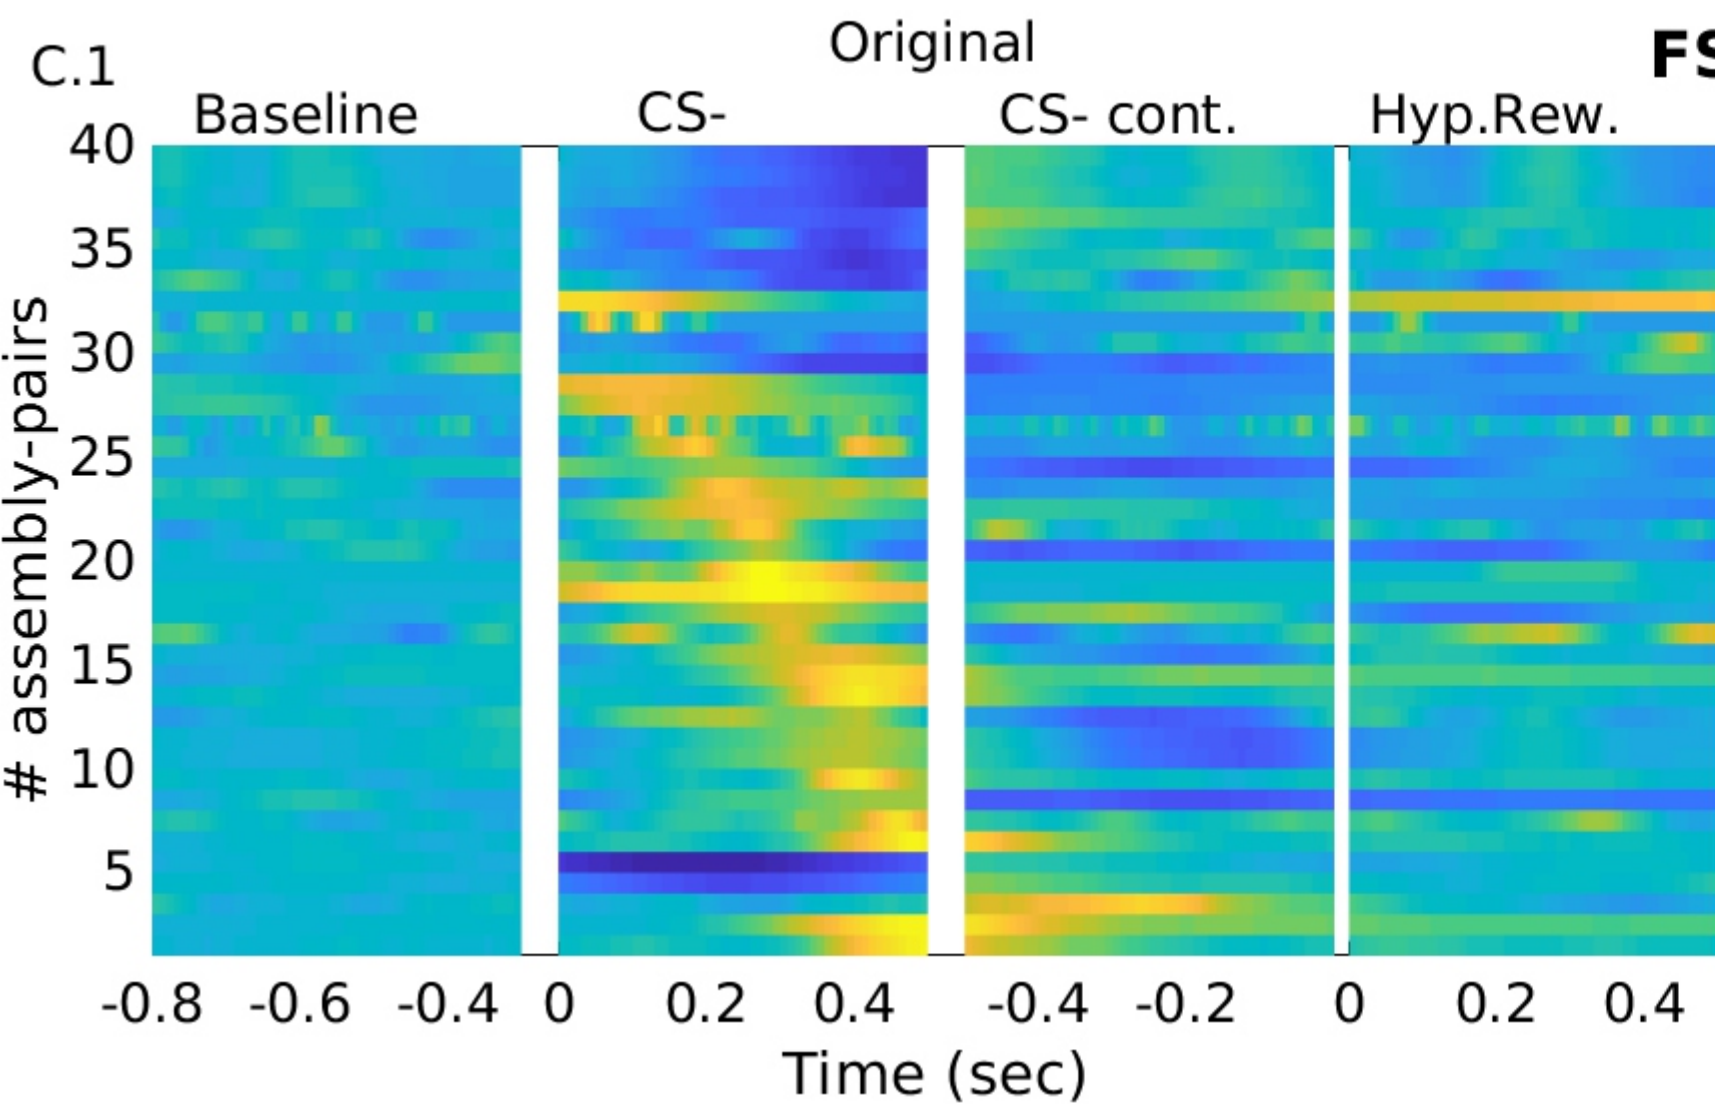 Original
C.1
FS
Baseline
CS-
CS- cont.
Hyp.Rew.
40
35
30
25
20
15
10
5
# assembly-pairs
-0.8 -0.6 -0.4 0 0.2 0.4 -0.4 -0.2 0 0.2 0.4
Time (sec)